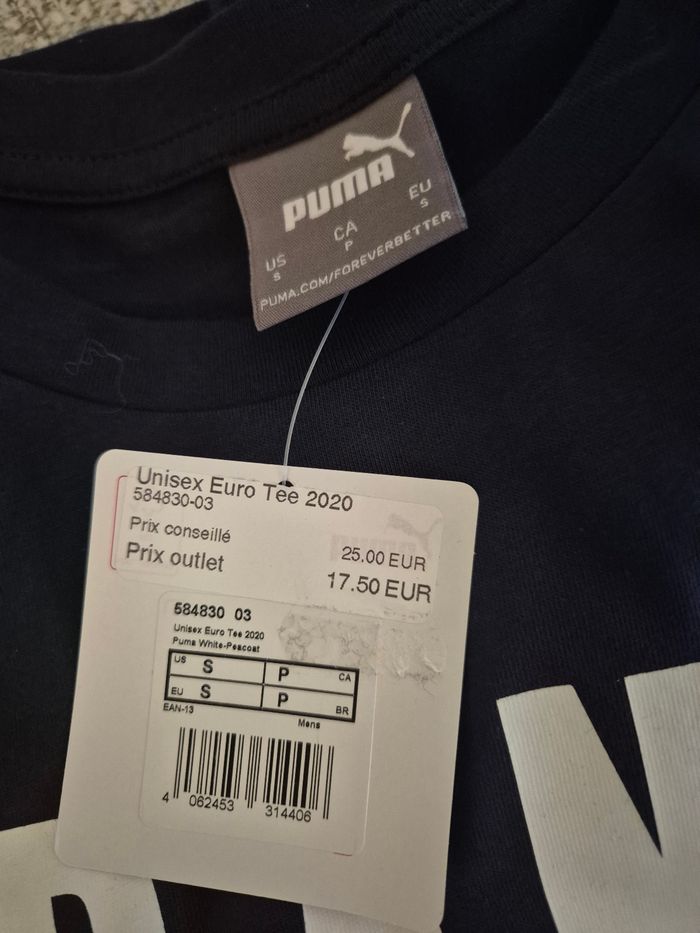 PUMA
US CA EU
S P S
PUMA.COM/FOREVERBETTER
Unisex Euro Tee 2020
584830-03
Prix conseillé 25.00 EUR
Prix outlet 17.50 EUR
584830 03
Unisex Euro Tee 2020
Puma White-Peacoat
US S P CA
EU S P BR
EAN-13 Mens
4 062453 314406